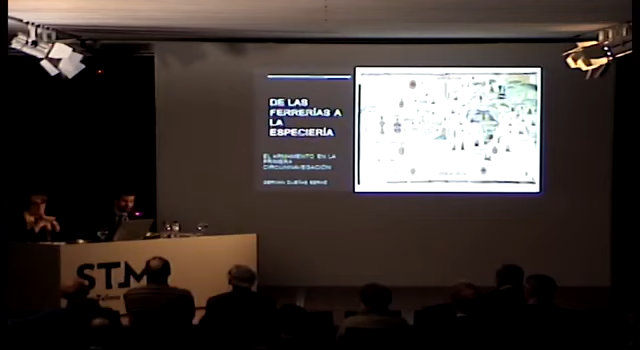 DE LAS
FERRERÍAS A
LA
ESPECIERÍA
EL ARMAMENTO EN LA
PRIMERA
CIRCUNNAVEGACIÓN
STM